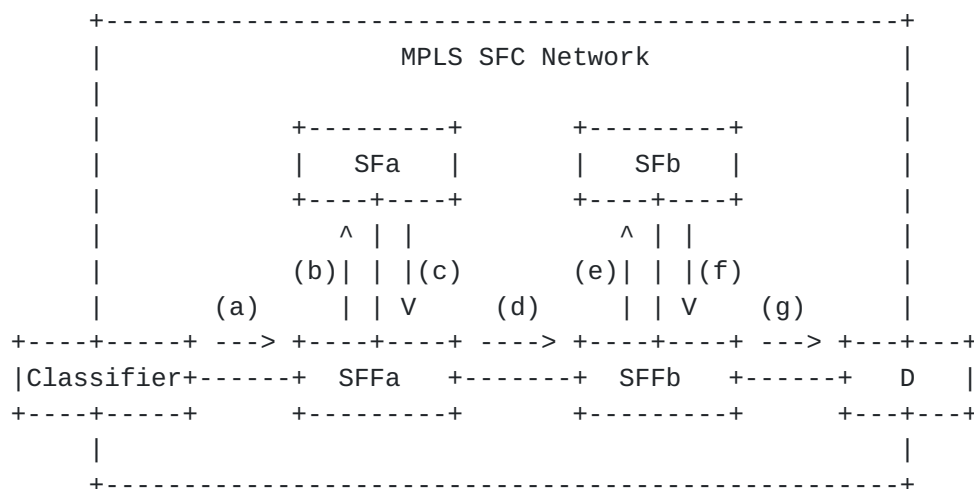 MPLS SFC Network
SFa SFb
(b) (c) (e) (f)
(a) (d) (g)
Classifier SFFa SFFb D